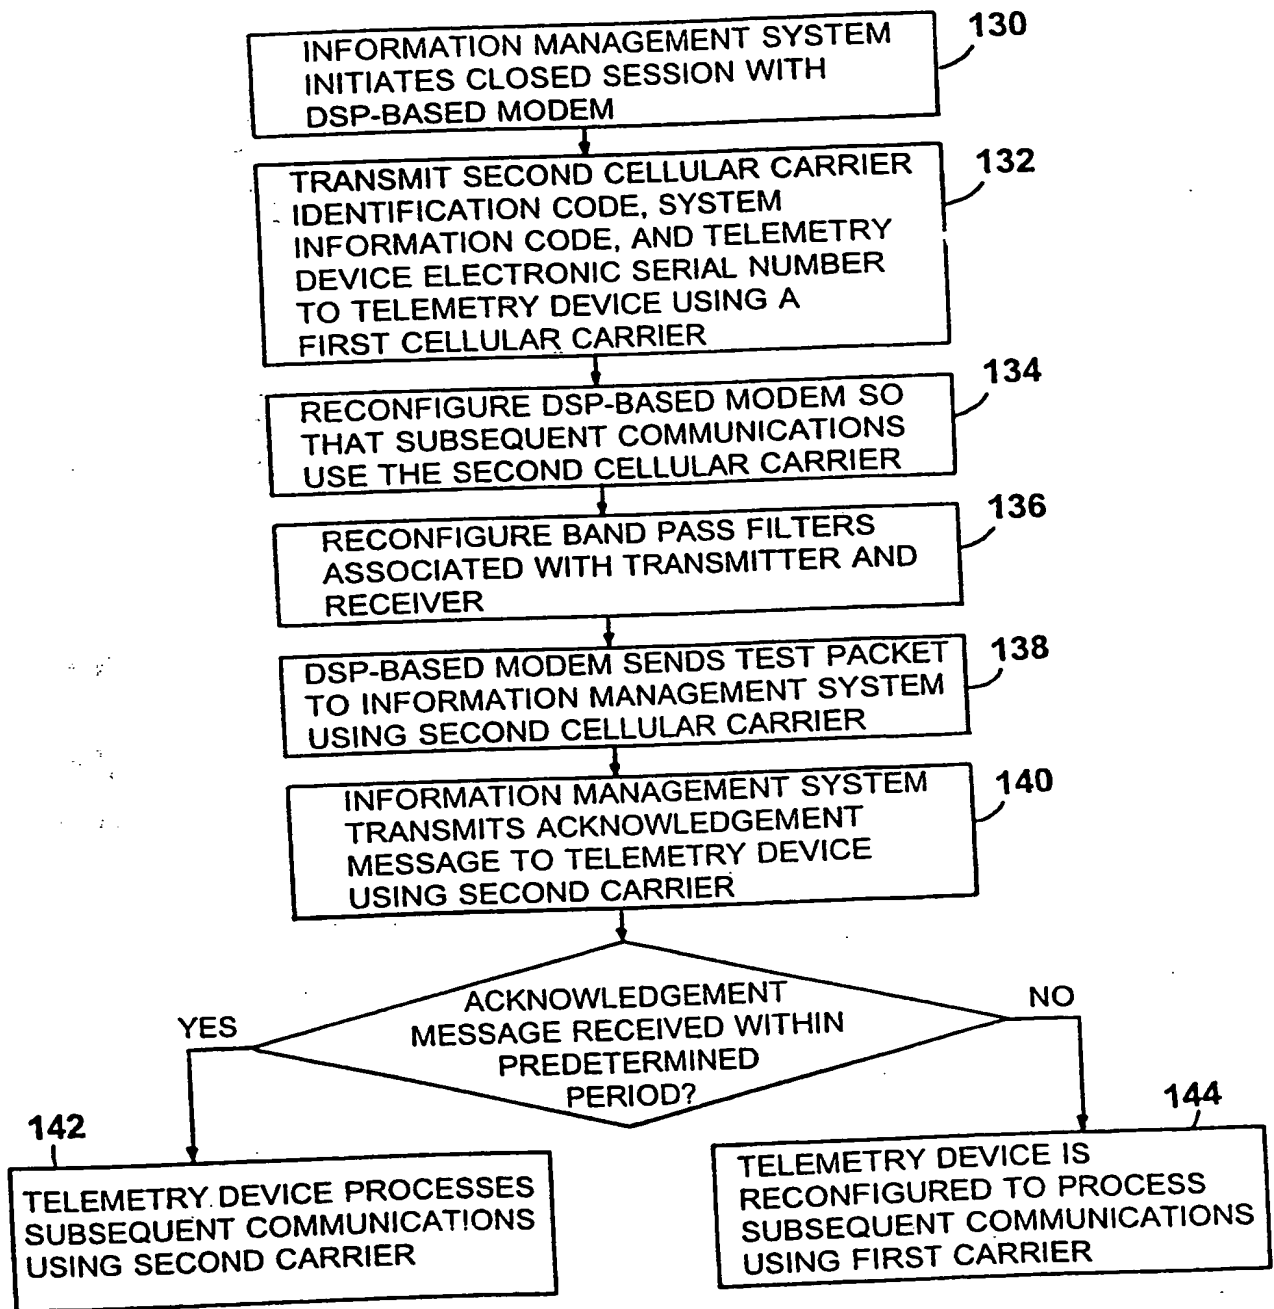 INFORMATION MANAGEMENT SYSTEM
INITIATES CLOSED SESSION WITH
DSP-BASED MODEM
130
TRANSMIT SECOND CELLULAR CARRIER
IDENTIFICATION CODE, SYSTEM
INFORMATION CODE, AND TELEMETRY
DEVICE ELECTRONIC SERIAL NUMBER
TO TELEMETRY DEVICE USING A
FIRST CELLULAR CARRIER
132
RECONFIGURE DSP-BASED MODEM SO
THAT SUBSEQUENT COMMUNICATIONS
USE THE SECOND CELLULAR CARRIER
134
RECONFIGURE BAND PASS FILTERS
ASSOCIATED WITH TRANSMITTER AND
RECEIVER
136
DSP-BASED MODEM SENDS TEST PACKET
TO INFORMATION MANAGEMENT SYSTEM
USING SECOND CELLULAR CARRIER
138
INFORMATION MANAGEMENT SYSTEM
TRANSMITS ACKNOWLEDGEMENT
MESSAGE TO TELEMETRY DEVICE
USING SECOND CARRIER
140
ACKNOWLEDGEMENT
MESSAGE RECEIVED WITHIN
PREDETERMINED
PERIOD?
YES
NO
142
TELEMETRY DEVICE PROCESSES
SUBSEQUENT COMMUNICATIONS
USING SECOND CARRIER
144
TELEMETRY DEVICE IS
RECONFIGURED TO PROCESS
SUBSEQUENT COMMUNICATIONS
USING FIRST CARRIER